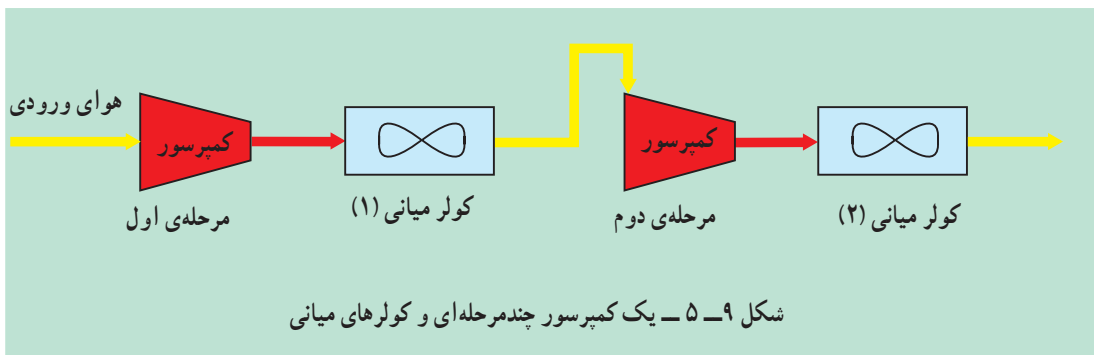 هوای ورودی
کمپرسور
مرحله‌ی اول
کولر میانی (۱)
کمپرسور
مرحله‌ی دوم
کولر میانی (۲)
شکل ۹ــ ۵ ــ یک کمپرسور چندمرحله‌ای و کولرهای میانی